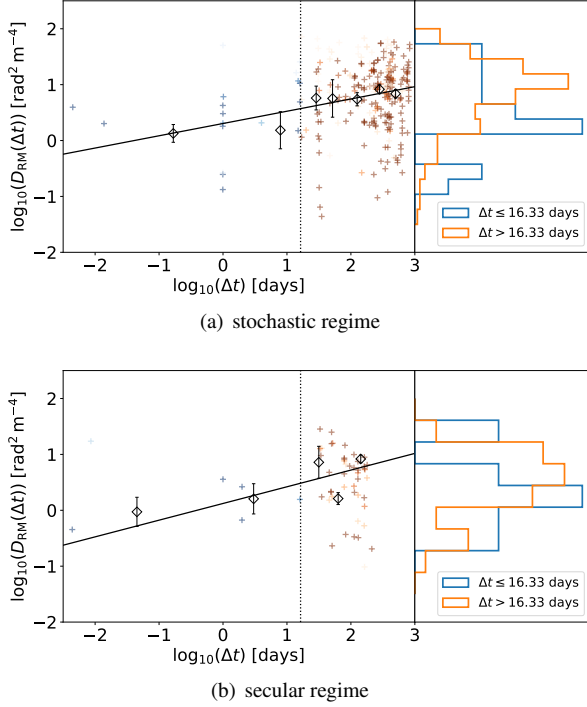 2
1
0
−1
−2
log₁₀(D_RM(Δt)) [rad² m⁻⁴]
−2 −1 0 1 2 3
log₁₀(Δt) [days]
Δt ≤ 16.33 days
Δt > 16.33 days
(a) stochastic regime
2
1
0
−1
−2
log₁₀(D_RM(Δt)) [rad² m⁻⁴]
−2 −1 0 1 2 3
log₁₀(Δt) [days]
Δt ≤ 16.33 days
Δt > 16.33 days
(b) secular regime